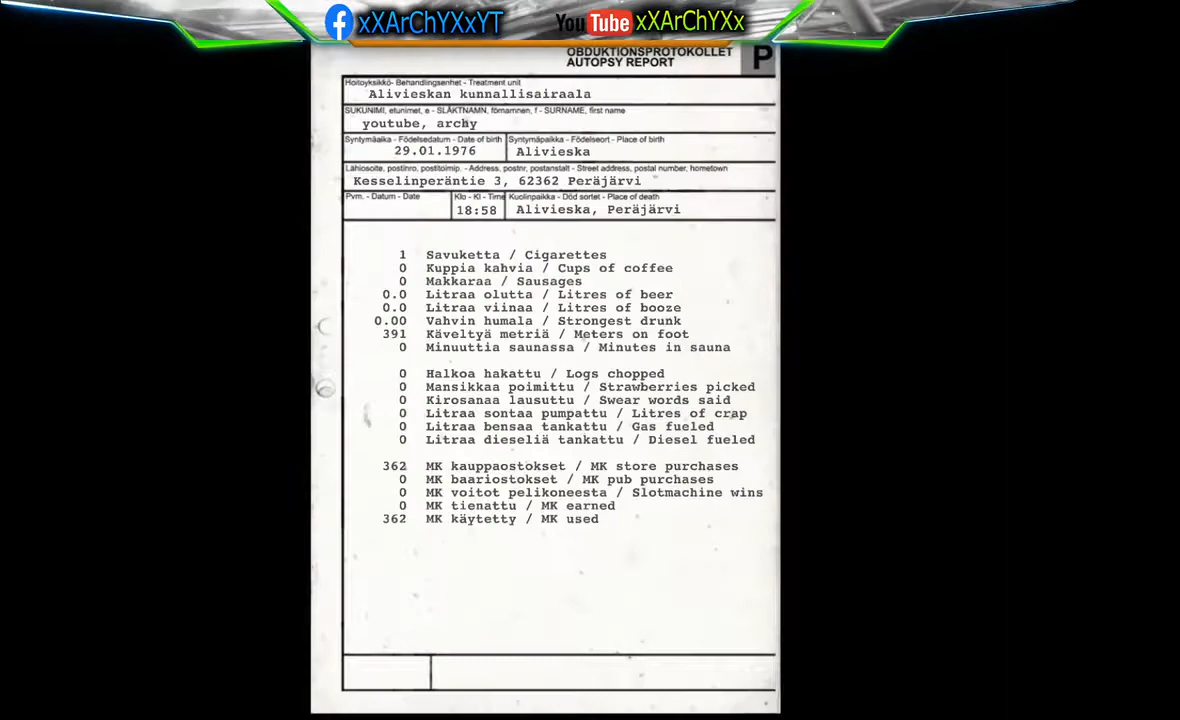 xXArChYXxYT YouTube xXArChYXx
OBDUKTIONSPROTOKOLLET
AUTOPSY REPORT P
Hoitoyksikkö- Behandlingsenhet - Treatment unit
Alivieskan kunnallisairaala
SUKUNIMI, etunimet, e - SLÄKTNAMN, förnamnen, f - SURNAME, first name
youtube, archy
Syntymäaika - Födelsedatum - Date of birth Syntymäpaikka - Födelseort - Place of birth
29.01.1976 Alivieska
Lähiosoite, postinro, postitoimip. - Address, postnr, postanstalt - Street address, postal number, hometown
Kesselinperäntie 3, 62362 Peräjärvi
Pvm. - Datum - Date Klo - Kl - Time Kuolinpaikka - Död sortet - Place of death
18:58 Alivieska, Peräjärvi
1 Savuketta / Cigarettes
0 Kuppia kahvia / Cups of coffee
0 Makkaraa / Sausages
0.0 Litraa olutta / Litres of beer
0.0 Litraa viinaa / Litres of booze
0.00 Vahvin humala / Strongest drunk
391 Käveltyä metriä / Meters on foot
0 Minuuttia saunassa / Minutes in sauna
0 Halkoa hakattu / Logs chopped
0 Mansikkaa poimittu / Strawberries picked
0 Kirosanaa lausuttu / Swear words said
0 Litraa sontaa pumpattu / Litres of crap
0 Litraa bensaa tankattu / Gas fueled
0 Litraa dieseliä tankattu / Diesel fueled
362 MK kauppaostokset / MK store purchases
0 MK baariostokset / MK pub purchases
0 MK voitot pelikoneesta / Slotmachine wins
0 MK tienattu / MK earned
362 MK käytetty / MK used